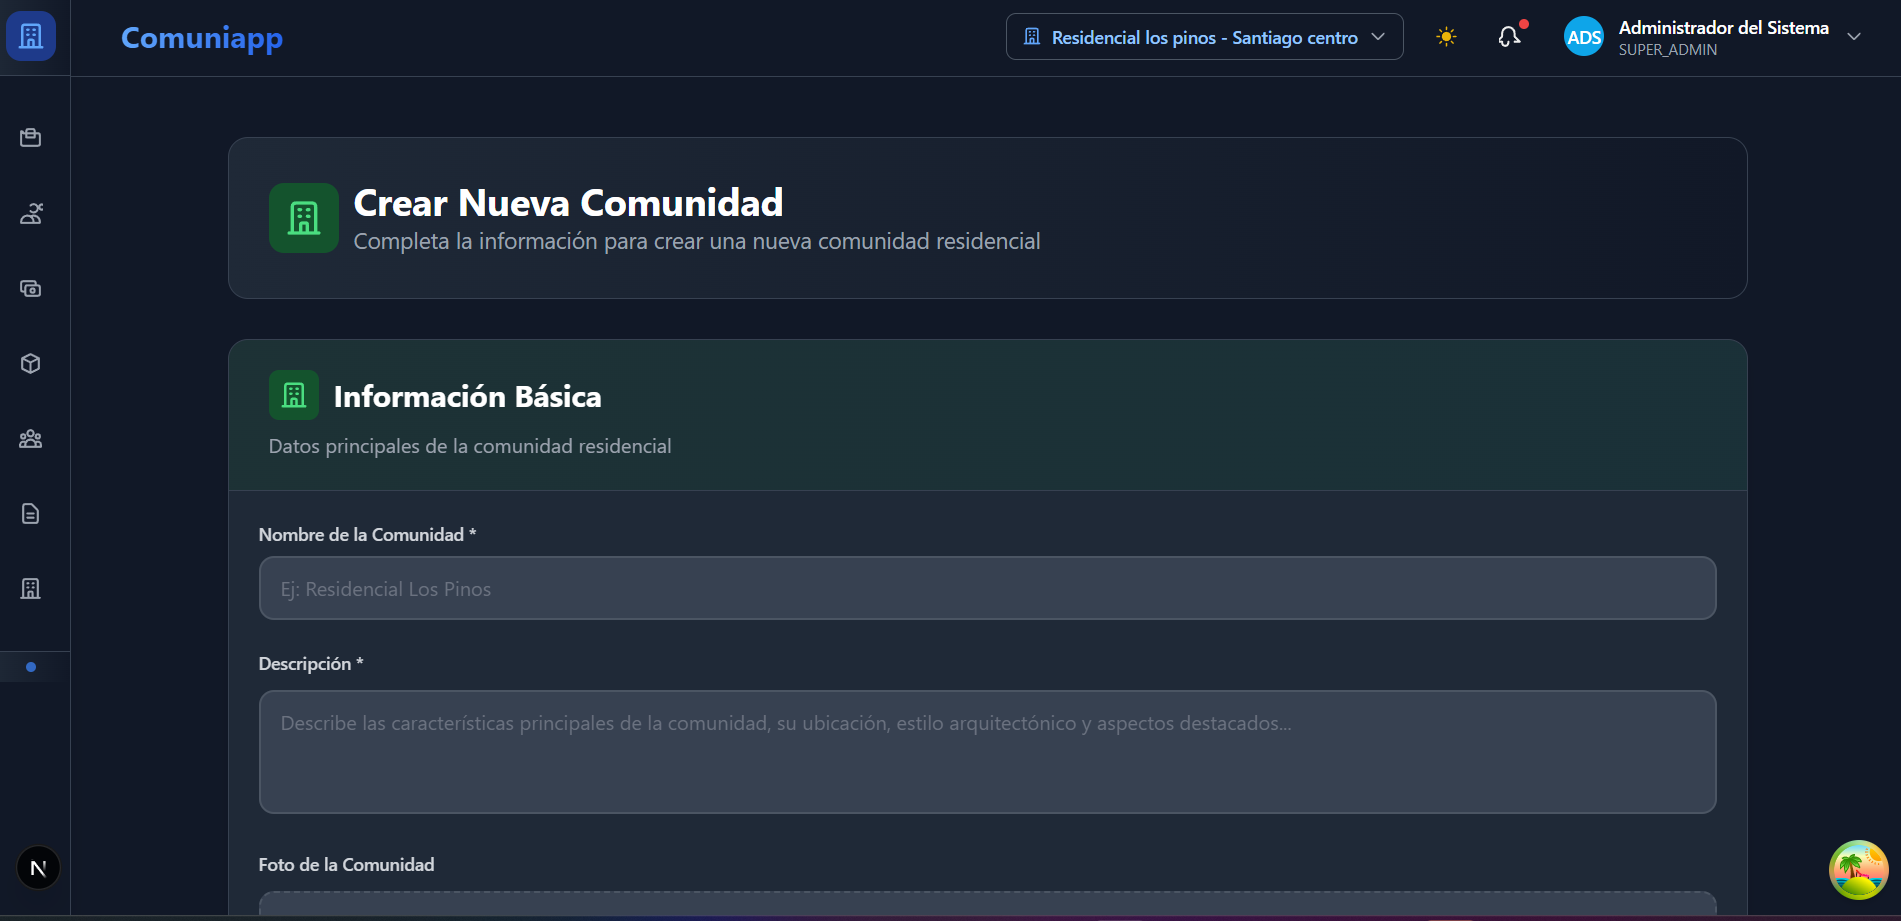 Comuniapp
Residencial los pinos - Santiago centro
ADS
Administrador del Sistema
SUPER_ADMIN
Crear Nueva Comunidad
Completa la información para crear una nueva comunidad residencial
Información Básica
Datos principales de la comunidad residencial
Nombre de la Comunidad *
Ej: Residencial Los Pinos
Descripción *
Describe las características principales de la comunidad, su ubicación, estilo arquitectónico y aspectos destacados...
Foto de la Comunidad
N